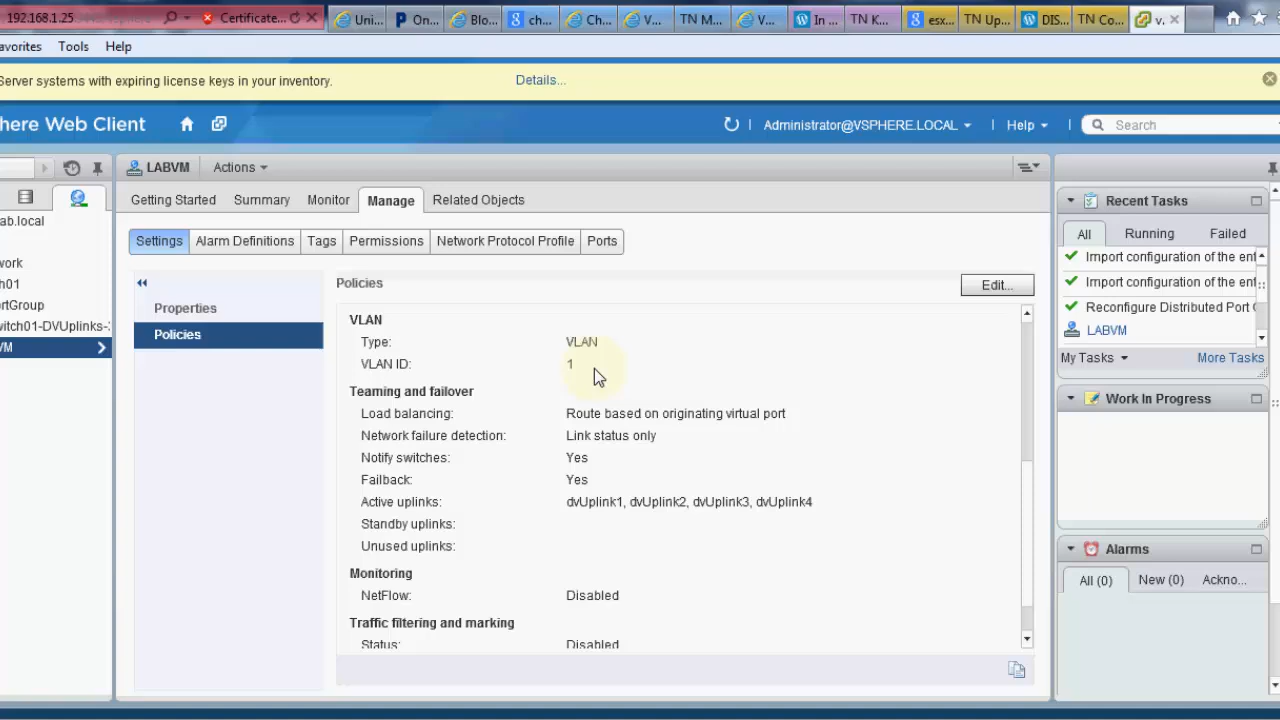 192.168.1.25
Certificate...
Uni...
On...
Blo...
ch...
Ch...
V...
TN M...
V...
In ...
TN K...
esx...
TN Up...
DIS...
TN Co...
v.
avorites Tools Help
Server systems with expiring license keys in your inventory. Details...
here Web Client
Administrator@VSPHERE.LOCAL Help Search
LABVM Actions
Getting Started Summary Monitor Manage Related Objects
Settings Alarm Definitions Tags Permissions Network Protocol Profile Ports
ab.local
work
h01
ortGroup
witch01-DVUplinks-
VM
Properties
Policies
Policies
Edit...
VLAN
Type: VLAN
VLAN ID: 1
Teaming and failover
Load balancing: Route based on originating virtual port
Network failure detection: Link status only
Notify switches: Yes
Failback: Yes
Active uplinks: dvUplink1, dvUplink2, dvUplink3, dvUplink4
Standby uplinks:
Unused uplinks:
Monitoring
NetFlow: Disabled
Traffic filtering and marking
Status: Disabled
Recent Tasks
All Running Failed
Import configuration of the ent
Import configuration of the ent
Reconfigure Distributed Port G
LABVM
My Tasks More Tasks
Work In Progress
Alarms
All (0) New (0) Ackno...